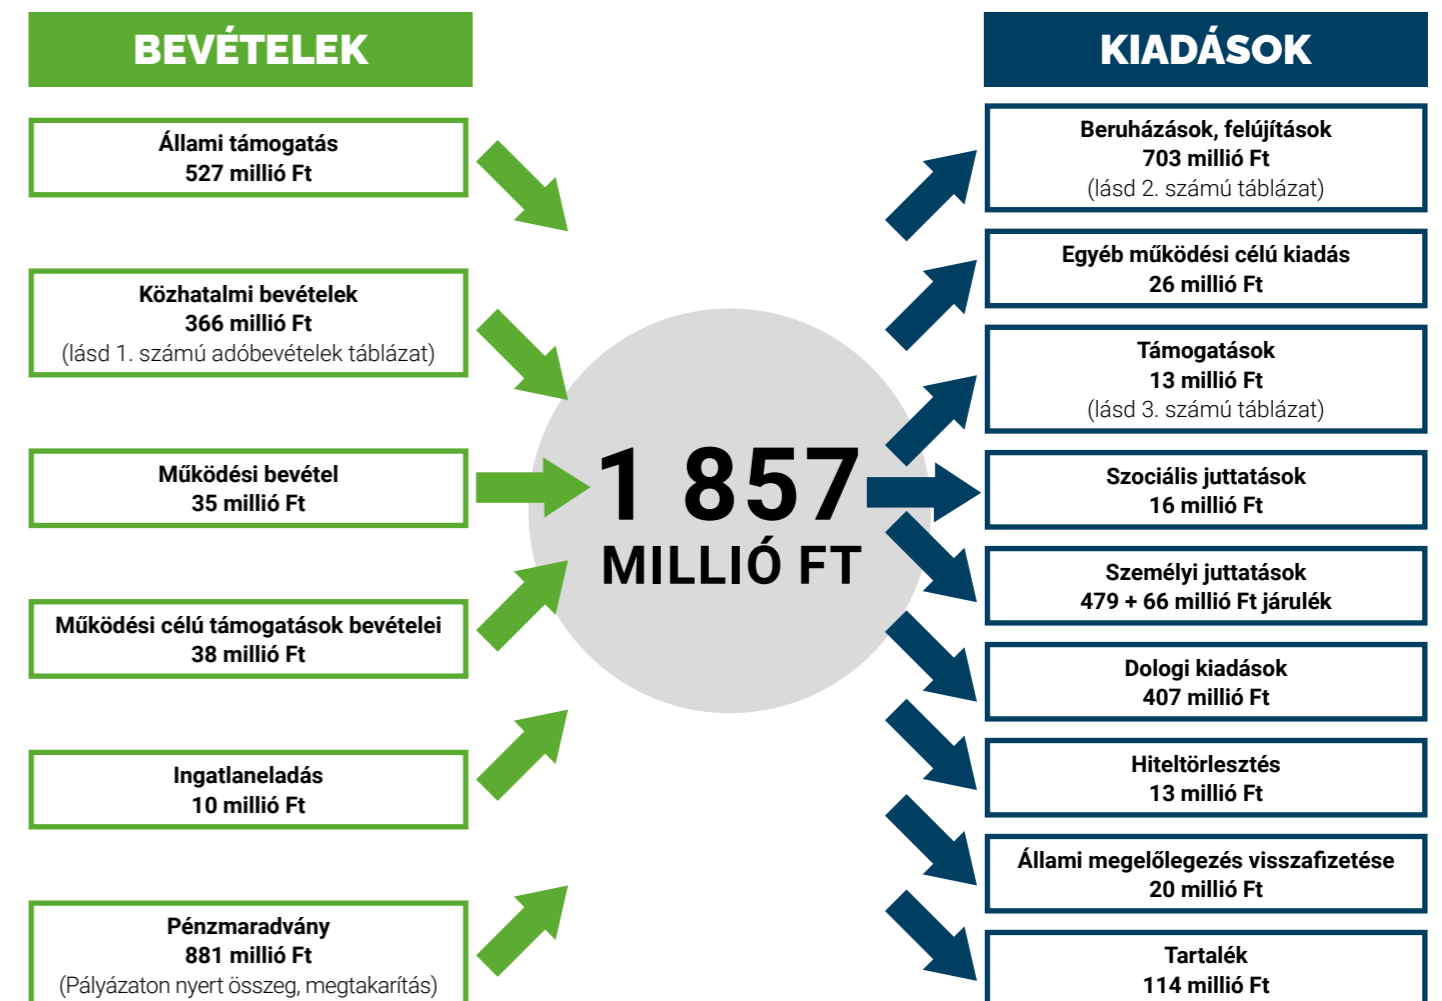 BEVÉTELEK
Állami támogatás
527 millió Ft
Közhatalmi bevételek
366 millió Ft
(lásd 1. számú adóbevételek táblázat)
Működési bevétel
35 millió Ft
Működési célú támogatások bevételei
38 millió Ft
Ingatlaneladás
10 millió Ft
Pénzmaradvány
881 millió Ft
(Pályázaton nyert összeg, megtakarítás)
1 857
MILLIÓ FT
KIADÁSOK
Beruházások, felújítások
703 millió Ft
(lásd 2. számú táblázat)
Egyéb működési célú kiadás
26 millió Ft
Támogatások
13 millió Ft
(lásd 3. számú táblázat)
Szociális juttatások
16 millió Ft
Személyi juttatások
479 + 66 millió Ft járulék
Dologi kiadások
407 millió Ft
Hiteltörlesztés
13 millió Ft
Állami megelőlegezés visszafizetése
20 millió Ft
Tartalék
114 millió Ft